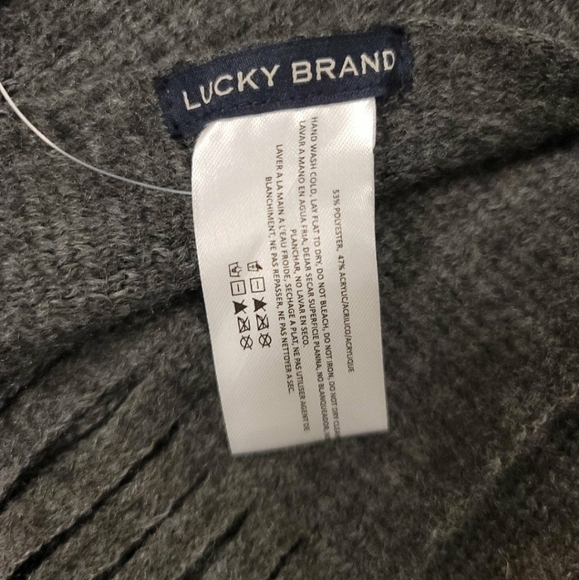 LUCKY BRAND
53% POLYESTER, 47% ACRYLIC/ACRILICO/ACRYLIQUE
HAND WASH COLD, LAY FLAT TO DRY, DO NOT BLEACH, DO NOT IRON, DO NOT DRY CLEAN
LAVAR A MANO EN AGUA FRIA, DEJAR SECAR SUPERFICIE PLANNA, NO BLANQUEADOR,
PLANCHAR, NO LAVAR EN SECO.
LAVER A LA MAIN A L'EAU FROIDE, SECHAGE A PLAT, NE PAS UTILISER AGENT DE
BLANCHIMENT, NE PAS REPASSER, NE PAS NETTOYER A SEC.